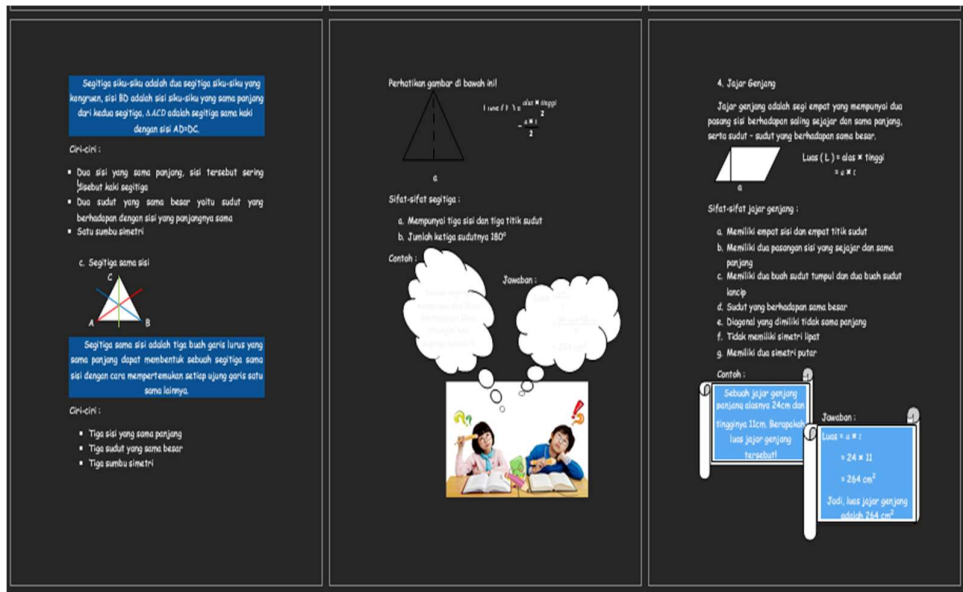 Segitiga siku-siku adalah dua segitiga siku-siku yang
kongruen, sisi BD adalah sisi siku-siku yang sama panjang
dari kedua segitiga, ΔACD adalah segitiga sama kaki
dengan sisi AD=DC.
Ciri-ciri :
Dua sisi yang sama panjang, sisi tersebut sering
disebut kaki segitiga
Dua sudut yang sama besar yaitu sudut yang
berhadapan dengan sisi yang panjangnya sama
Satu sumbu simetri
c. Segitiga sama sisi
C
A B
Segitiga sama sisi adalah tiga buah garis lurus yang
sama panjang dapat membentuk sebuah segitiga sama
sisi dengan cara mempertemukan setiap ujung garis satu
sama lainnya.
Ciri-ciri :
Tiga sisi yang sama panjang
Tiga sudut yang sama besar
Tiga sumbu simetri
Perhatikan gambar di bawah ini!
Luas ( L ) = alas × tinggi
2
= a × t
2
a
Sifat-sifat segitiga :
a. Mempunyai tiga sisi dan tiga titik sudut
b. Jumlah ketiga sudutnya 180°
Contoh :
Jawaban :
4. Jajar Genjang
Jajar genjang adalah segi empat yang mempunyai dua
pasang sisi berhadapan saling sejajar dan sama panjang,
serta sudut - sudut yang berhadapan sama besar.
Luas ( L ) = alas × tinggi
= a × t
a
Sifat-sifat jajar genjang :
a. Memiliki empat sisi dan empat titik sudut
b. Memiliki dua pasangan sisi yang sejajar dan sama
panjang
c. Memiliki dua buah sudut tumpul dan dua buah sudut
lancip
d. Sudut yang berhadapan sama besar
e. Diagonal yang dimiliki tidak sama panjang
f. Tidak memiliki simetri lipat
g. Memiliki dua simetri putar
Contoh :
Sebuah jajar genjang
panjang alasnya 24cm dan
tingginya 11cm. Berapakah
luas jajar genjang
tersebut!
Jawaban :
Luas = a × t
= 24 × 11
= 264 cm²
Jadi, luas jajar genjang
adalah 264 cm²